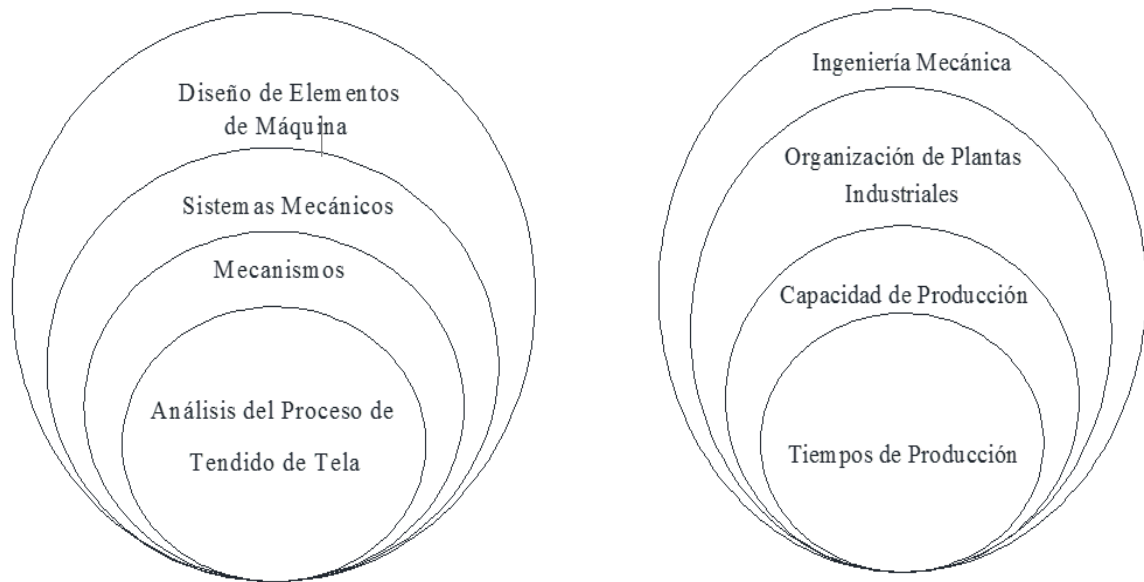 Diseño de Elementos
de Máquina
Sistemas Mecánicos
Mecanismos
Análisis del Proceso de
Tendido de Tela
Ingeniería Mecánica
Organización de Plantas
Industriales
Capacidad de Producción
Tiempos de Producción